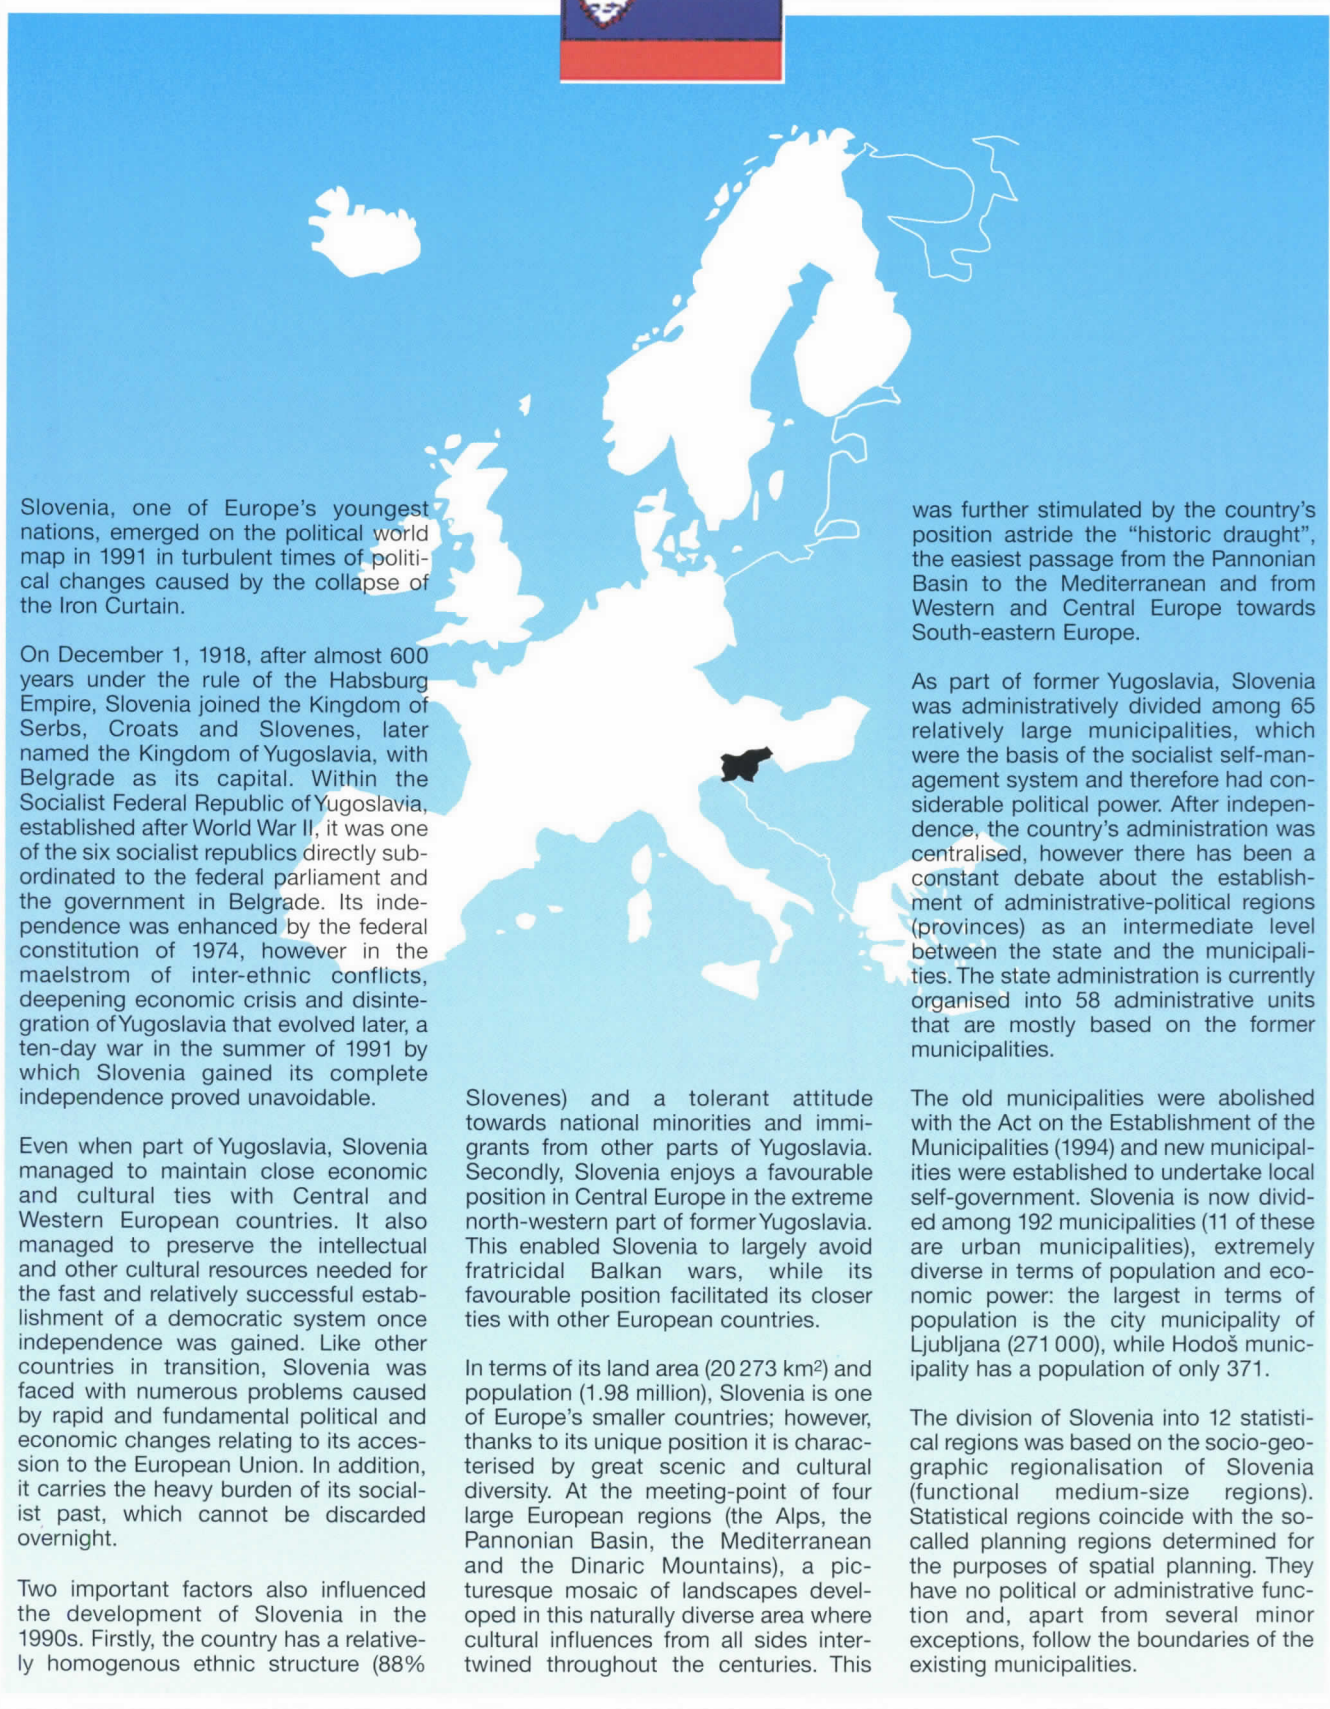 Slovenia, one of Europe's youngest
nations, emerged on the political world
map in 1991 in turbulent times of politi-
cal changes caused by the collapse of
the Iron Curtain.
On December 1, 1918, after almost 600
years under the rule of the Habsburg
Empire, Slovenia joined the Kingdom of
Serbs, Croats and Slovenes, later
named the Kingdom of Yugoslavia, with
Belgrade as its capital. Within the
Socialist Federal Republic of Yugoslavia,
established after World War II, it was one
of the six socialist republics directly sub-
ordinated to the federal parliament and
the government in Belgrade. Its inde-
pendence was enhanced by the federal
constitution of 1974, however in the
maelstrom of inter-ethnic conflicts,
deepening economic crisis and disinte-
gration of Yugoslavia that evolved later, a
ten-day war in the summer of 1991 by
which Slovenia gained its complete
independence proved unavoidable.
Even when part of Yugoslavia, Slovenia
managed to maintain close economic
and cultural ties with Central and
Western European countries. It also
managed to preserve the intellectual
and other cultural resources needed for
the fast and relatively successful estab-
lishment of a democratic system once
independence was gained. Like other
countries in transition, Slovenia was
faced with numerous problems caused
by rapid and fundamental political and
economic changes relating to its acces-
sion to the European Union. In addition,
it carries the heavy burden of its social-
ist past, which cannot be discarded
overnight.
Two important factors also influenced
the development of Slovenia in the
1990s. Firstly, the country has a relative-
ly homogenous ethnic structure (88%
Slovenes) and a tolerant attitude
towards national minorities and immi-
grants from other parts of Yugoslavia.
Secondly, Slovenia enjoys a favourable
position in Central Europe in the extreme
north-western part of former Yugoslavia.
This enabled Slovenia to largely avoid
fratricidal Balkan wars, while its
favourable position facilitated its closer
ties with other European countries.
In terms of its land area (20 273 km²) and
population (1.98 million), Slovenia is one
of Europe's smaller countries; however,
thanks to its unique position it is charac-
terised by great scenic and cultural
diversity. At the meeting-point of four
large European regions (the Alps, the
Pannonian Basin, the Mediterranean
and the Dinaric Mountains), a pic-
turesque mosaic of landscapes devel-
oped in this naturally diverse area where
cultural influences from all sides inter-
twined throughout the centuries. This
was further stimulated by the country's
position astride the “historic draught”,
the easiest passage from the Pannonian
Basin to the Mediterranean and from
Western and Central Europe towards
South-eastern Europe.
As part of former Yugoslavia, Slovenia
was administratively divided among 65
relatively large municipalities, which
were the basis of the socialist self-man-
agement system and therefore had con-
siderable political power. After indepen-
dence, the country's administration was
centralised, however there has been a
constant debate about the establish-
ment of administrative-political regions
(provinces) as an intermediate level
between the state and the municipali-
ties. The state administration is currently
organised into 58 administrative units
that are mostly based on the former
municipalities.
The old municipalities were abolished
with the Act on the Establishment of the
Municipalities (1994) and new municipal-
ities were established to undertake local
self-government. Slovenia is now divid-
ed among 192 municipalities (11 of these
are urban municipalities), extremely
diverse in terms of population and eco-
nomic power: the largest in terms of
population is the city municipality of
Ljubljana (271 000), while Hodoš munic-
ipality has a population of only 371.
The division of Slovenia into 12 statisti-
cal regions was based on the socio-geo-
graphic regionalisation of Slovenia
(functional medium-size regions).
Statistical regions coincide with the so-
called planning regions determined for
the purposes of spatial planning. They
have no political or administrative func-
tion and, apart from several minor
exceptions, follow the boundaries of the
existing municipalities.